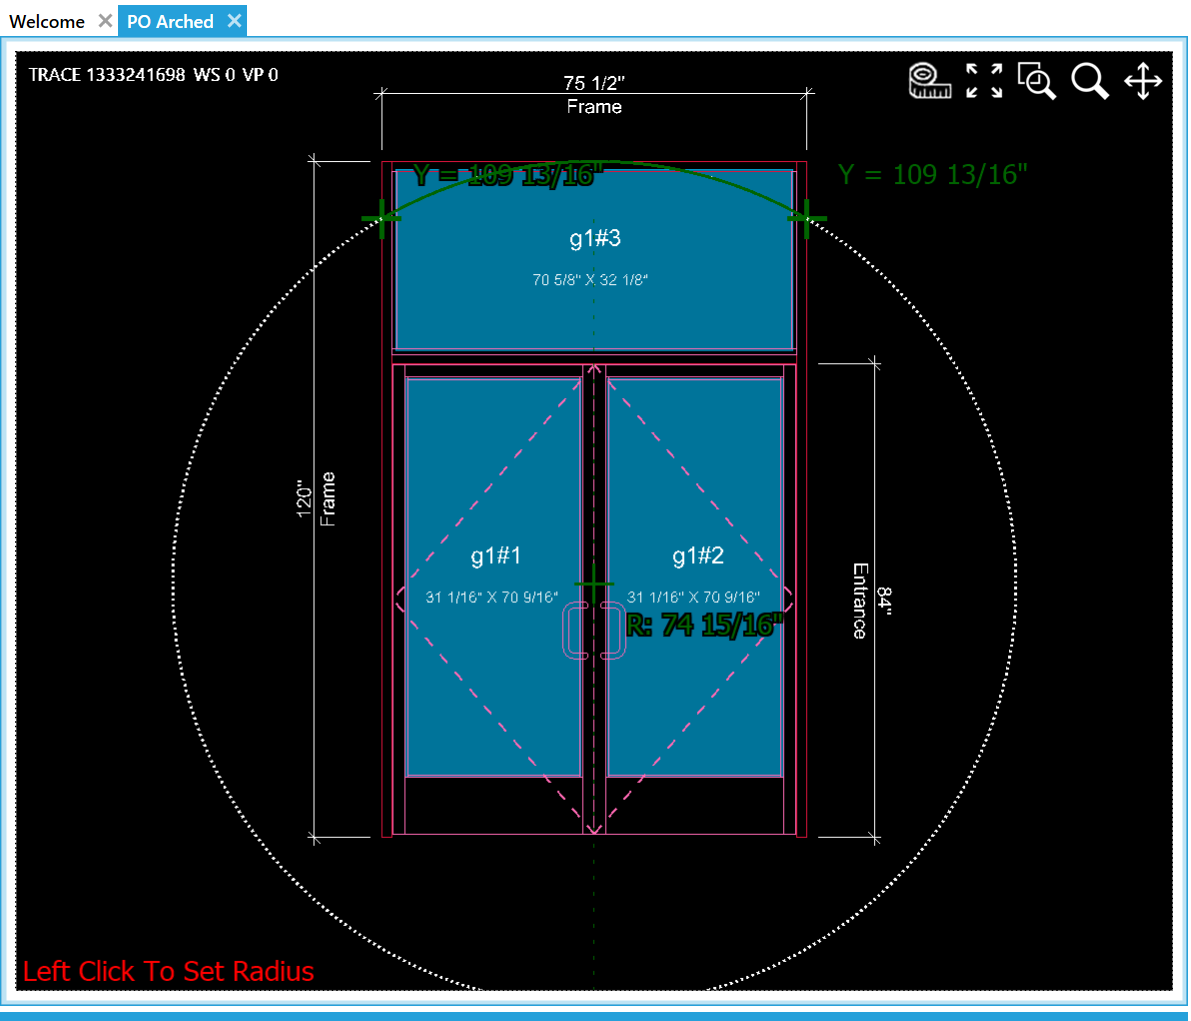 Welcome
PO Arched
TRACE 1333241698 WS 0 VP 0
75 1/2"
Frame
Y = 109 13/16"
Y = 109 13/16"
g1#3
70 5/8" X 32 1/8"
120"
Frame
g1#1
31 1/16" X 70 9/16"
g1#2
31 1/16" X 70 9/16"
R: 74 15/16"
84"
Entrance
Left Click To Set Radius